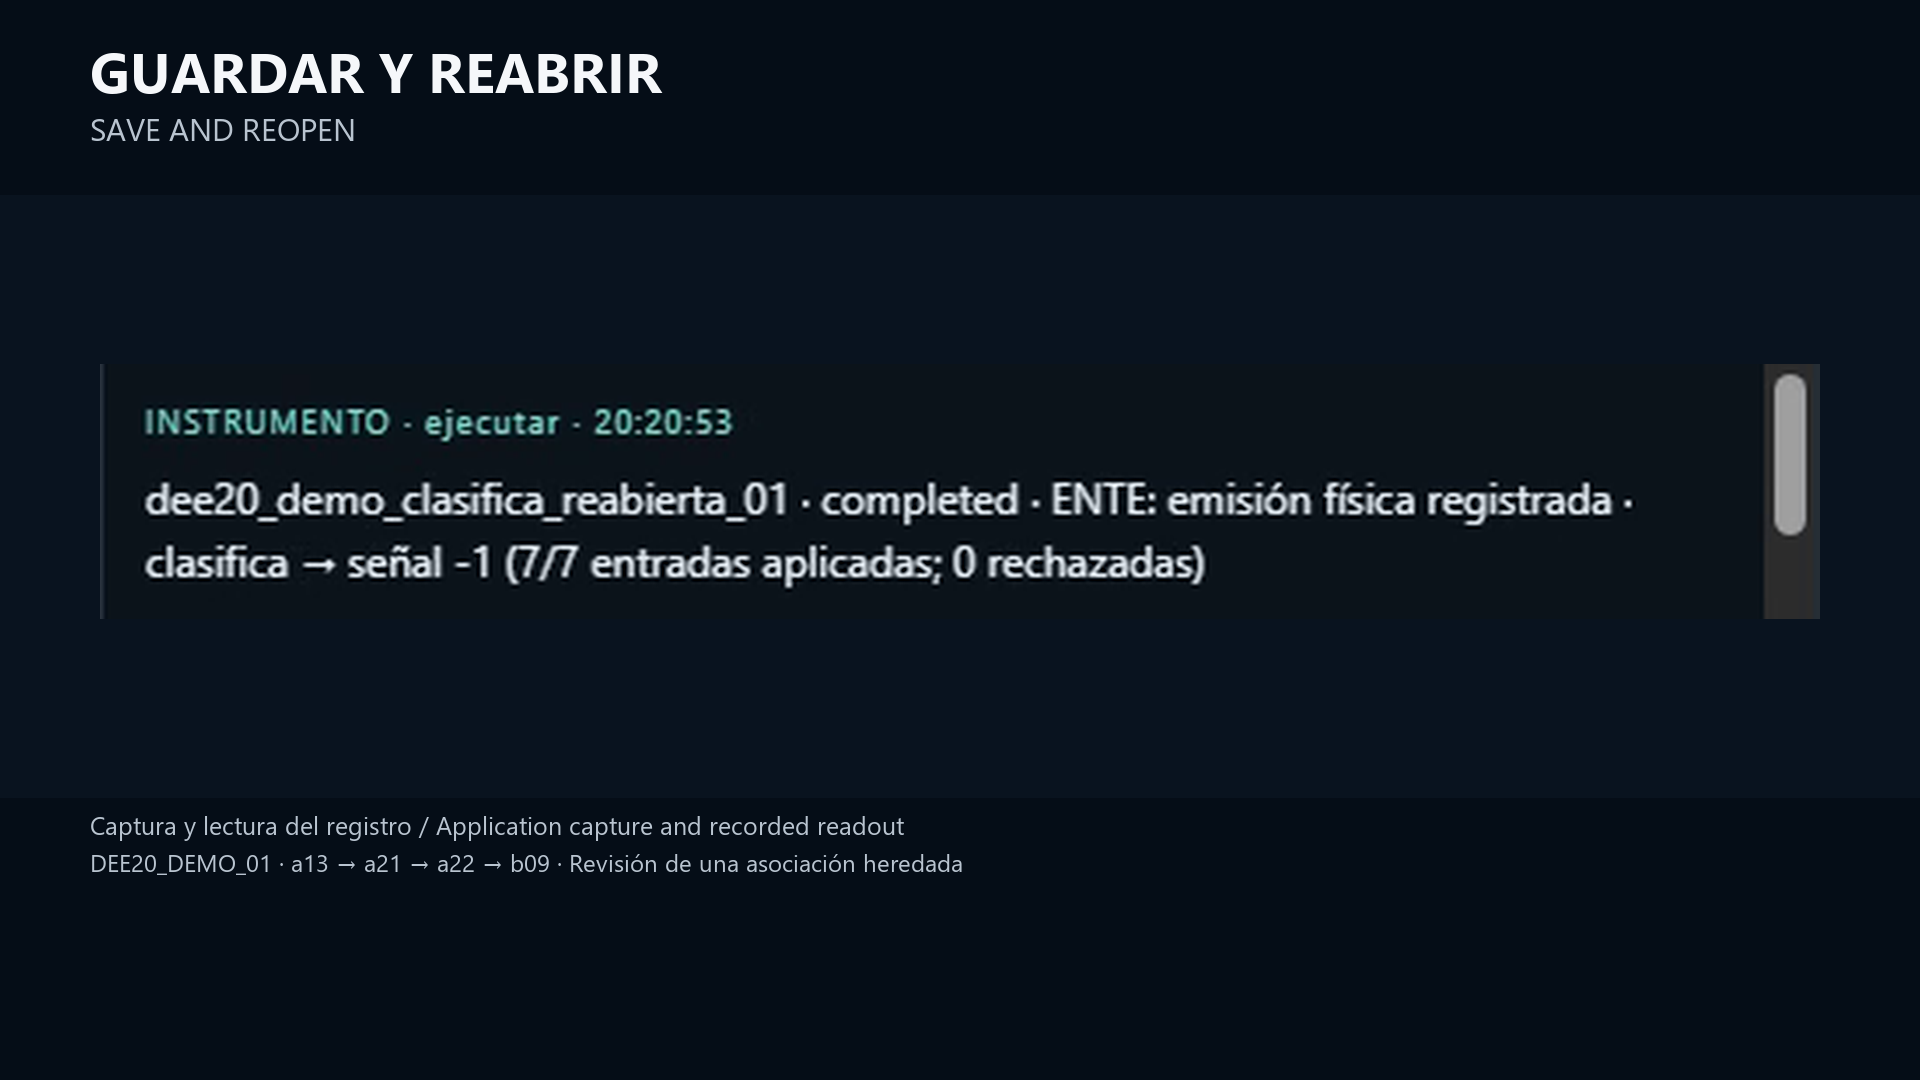 GUARDAR Y REABRIR
SAVE AND REOPEN
INSTRUMENTO · ejecutar · 20:20:53
dee20_demo_clasifica_reabierta_01 · completed · ENTE: emisión física registrada ·
clasifica → señal -1 (7/7 entradas aplicadas; 0 rechazadas)
Captura y lectura del registro / Application capture and recorded readout
DEE20_DEMO_01 · a13 → a21 → a22 → b09 · Revisión de una asociación heredada